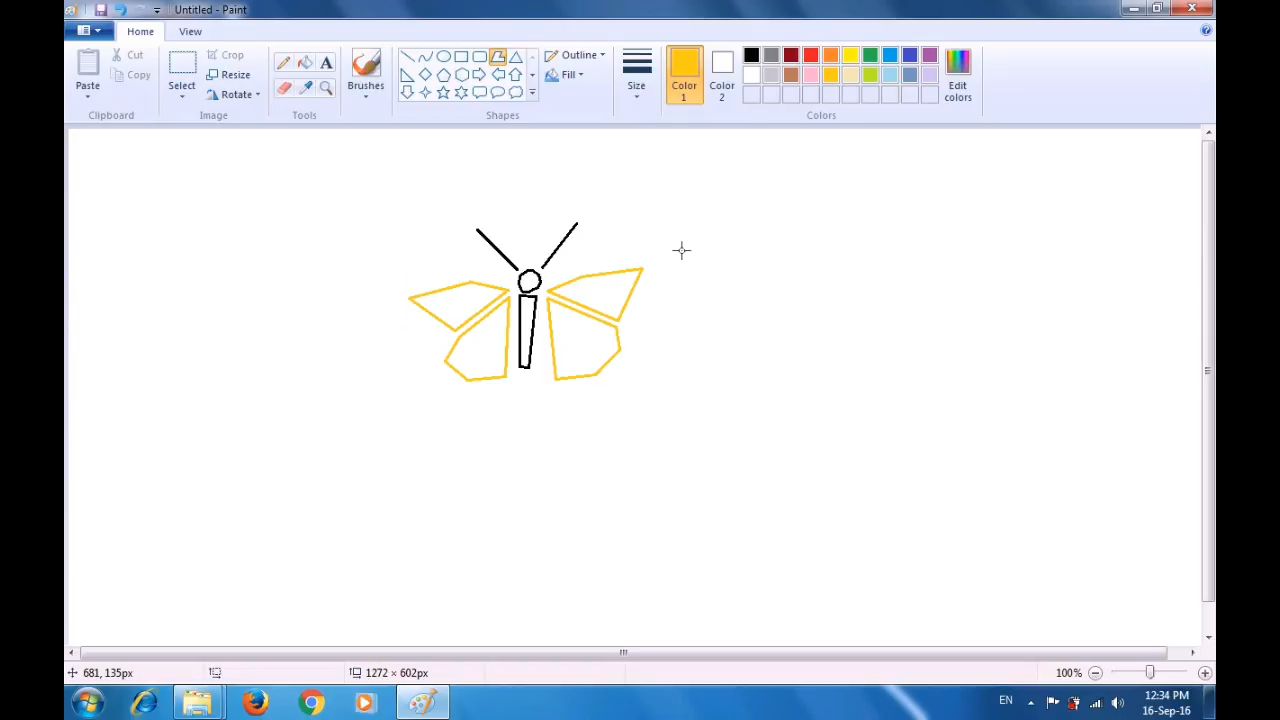 Untitled - Paint
Home View
Paste
Cut
Copy
Clipboard
Select
Crop
Resize
Rotate
Image
A
Tools
Brushes
Shapes
Outline
Fill
Size
Color 1
Color 2
Edit colors
Colors
681, 135px
1272 × 602px
100%
EN
12:34 PM
16-Sep-16